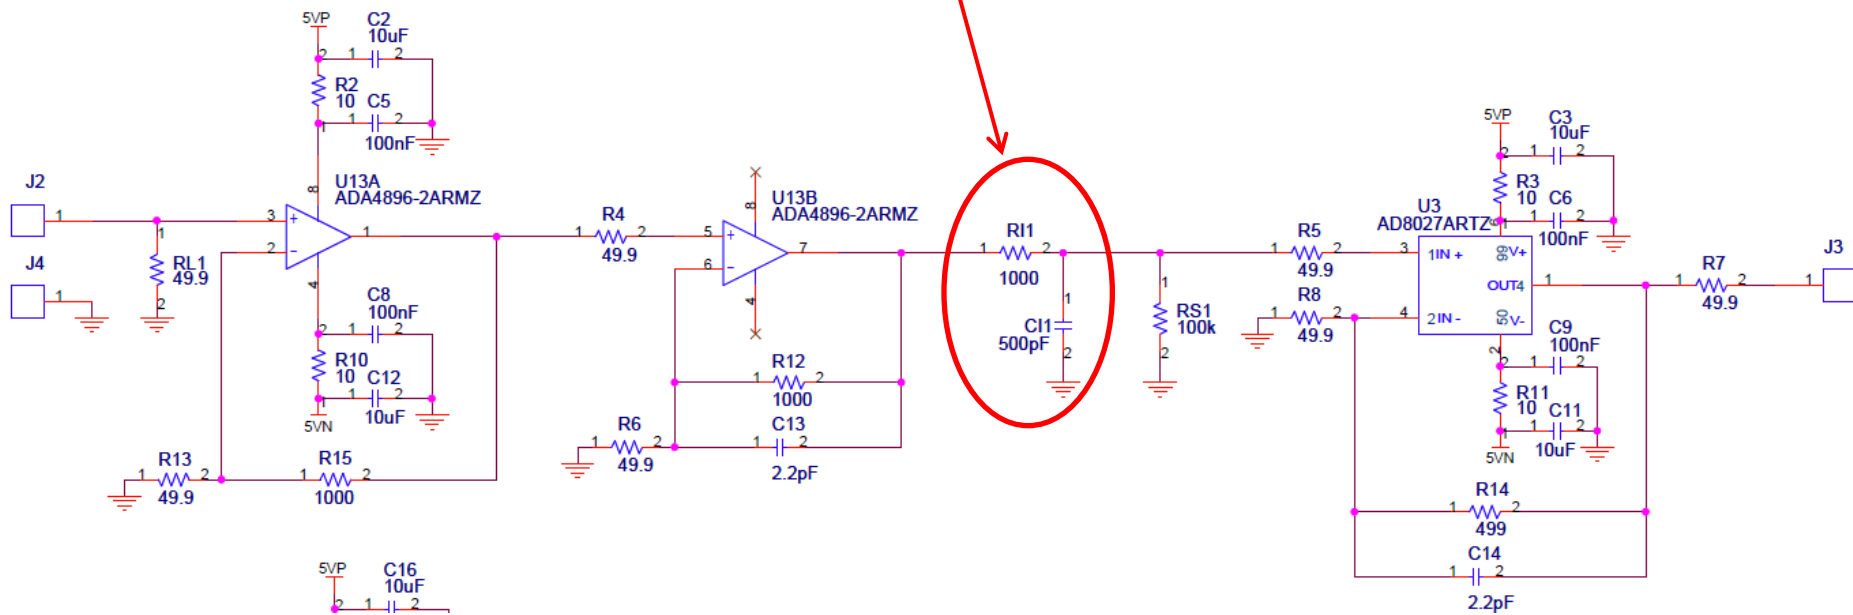 5VP
C2
10uF
2
1
2
R2
10
C5
1
1
2
100nF
J2
1
J4
1
1
RL1
49.9
2
U13A
ADA4896-2ARMZ
8
3
+
2
−
1
4
C8
100nF
2
1
2
R10
10
C12
1
1
2
10uF
5VN
R13
1
2
49.9
R15
1
2
1000
R4
1
2
49.9
U13B
ADA4896-2ARMZ
8
5
+
6
−
7
4
R12
1
2
1000
R6
1
2
49.9
C13
1
2
2.2pF
RI1
1
2
1000
1
CI1
500pF
2
1
RS1
100k
2
R5
1
2
49.9
R8
1
2
49.9
5VP
C3
10uF
2
1
2
R3
10
C6
1
1
2
100nF
U3
AD8027ARTZ
6
3
1IN +
99
V+
OUT4
1
4
2IN -
50
V-
2
R7
1
2
49.9
J3
1
C9
100nF
2
1
2
R11
10
C11
1
1
2
10uF
5VN
R14
1
2
499
C14
1
2
2.2pF
5VP
C16
10uF
2
1
2